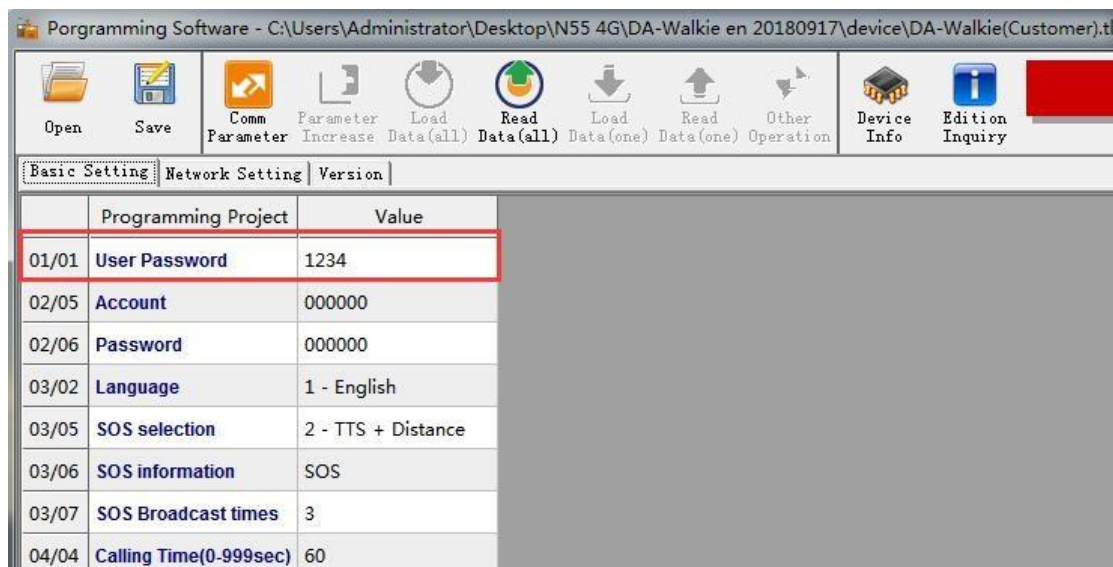 Porgramming Software - C:\Users\Administrator\Desktop\N55 4G\DA-Walkie en 20180917\device\DA-Walkie(Customer).tl
Open Save Comm Parameter Parameter Increase Load Data(all) Read Data(all) Load Data(one) Read Data(one) Other Operation Device Info Edition Inquiry
Basic Setting Network Setting Version
Programming Project Value
01/01 User Password 1234
02/05 Account 000000
02/06 Password 000000
03/02 Language 1 - English
03/05 SOS selection 2 - TTS + Distance
03/06 SOS information SOS
03/07 SOS Broadcast times 3
04/04 Calling Time(0-999sec) 60